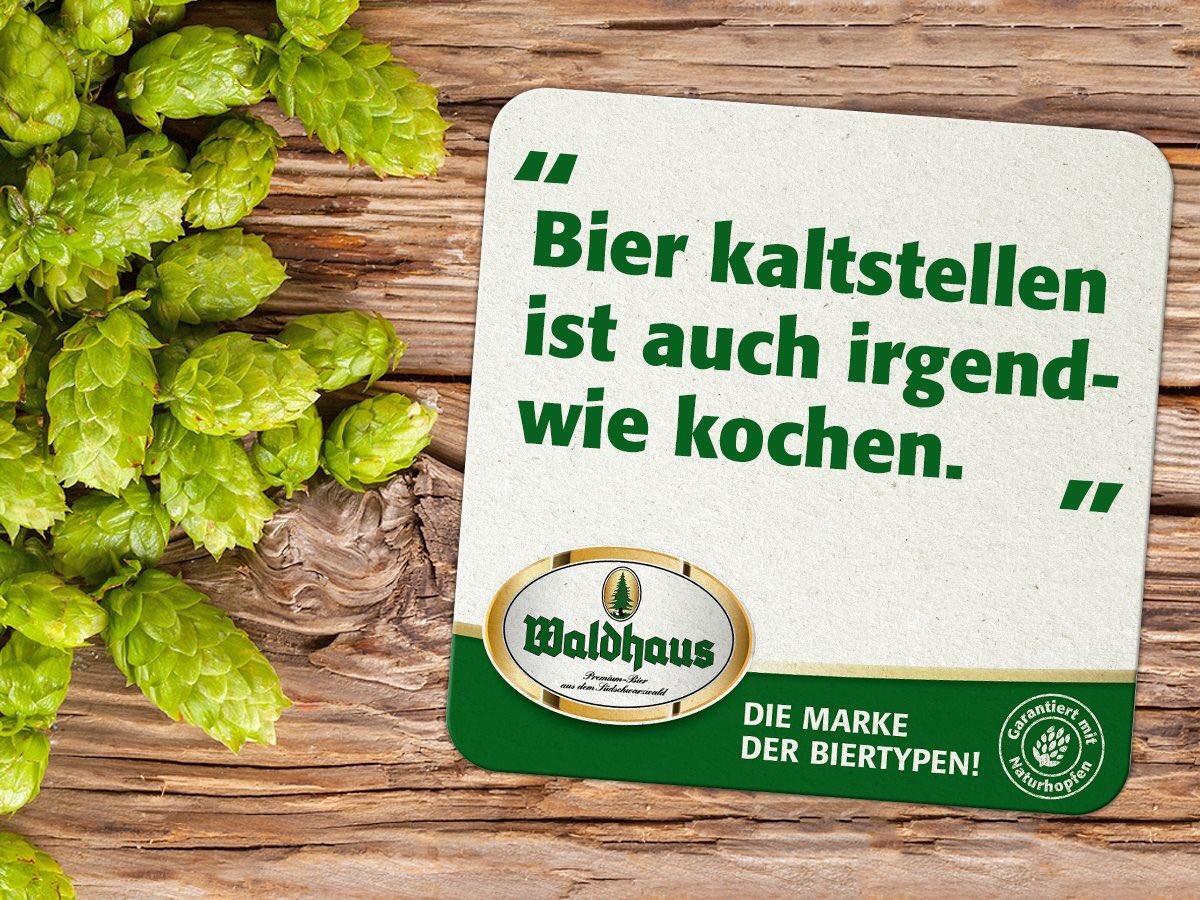 "
Bier kaltstellen
ist auch irgend-
wie kochen.
"
Waldhaus
Premium-Bier
aus dem Südschwarzwald
DIE MARKE
DER BIERTYPEN!
Garantiert mit
Naturhopfen